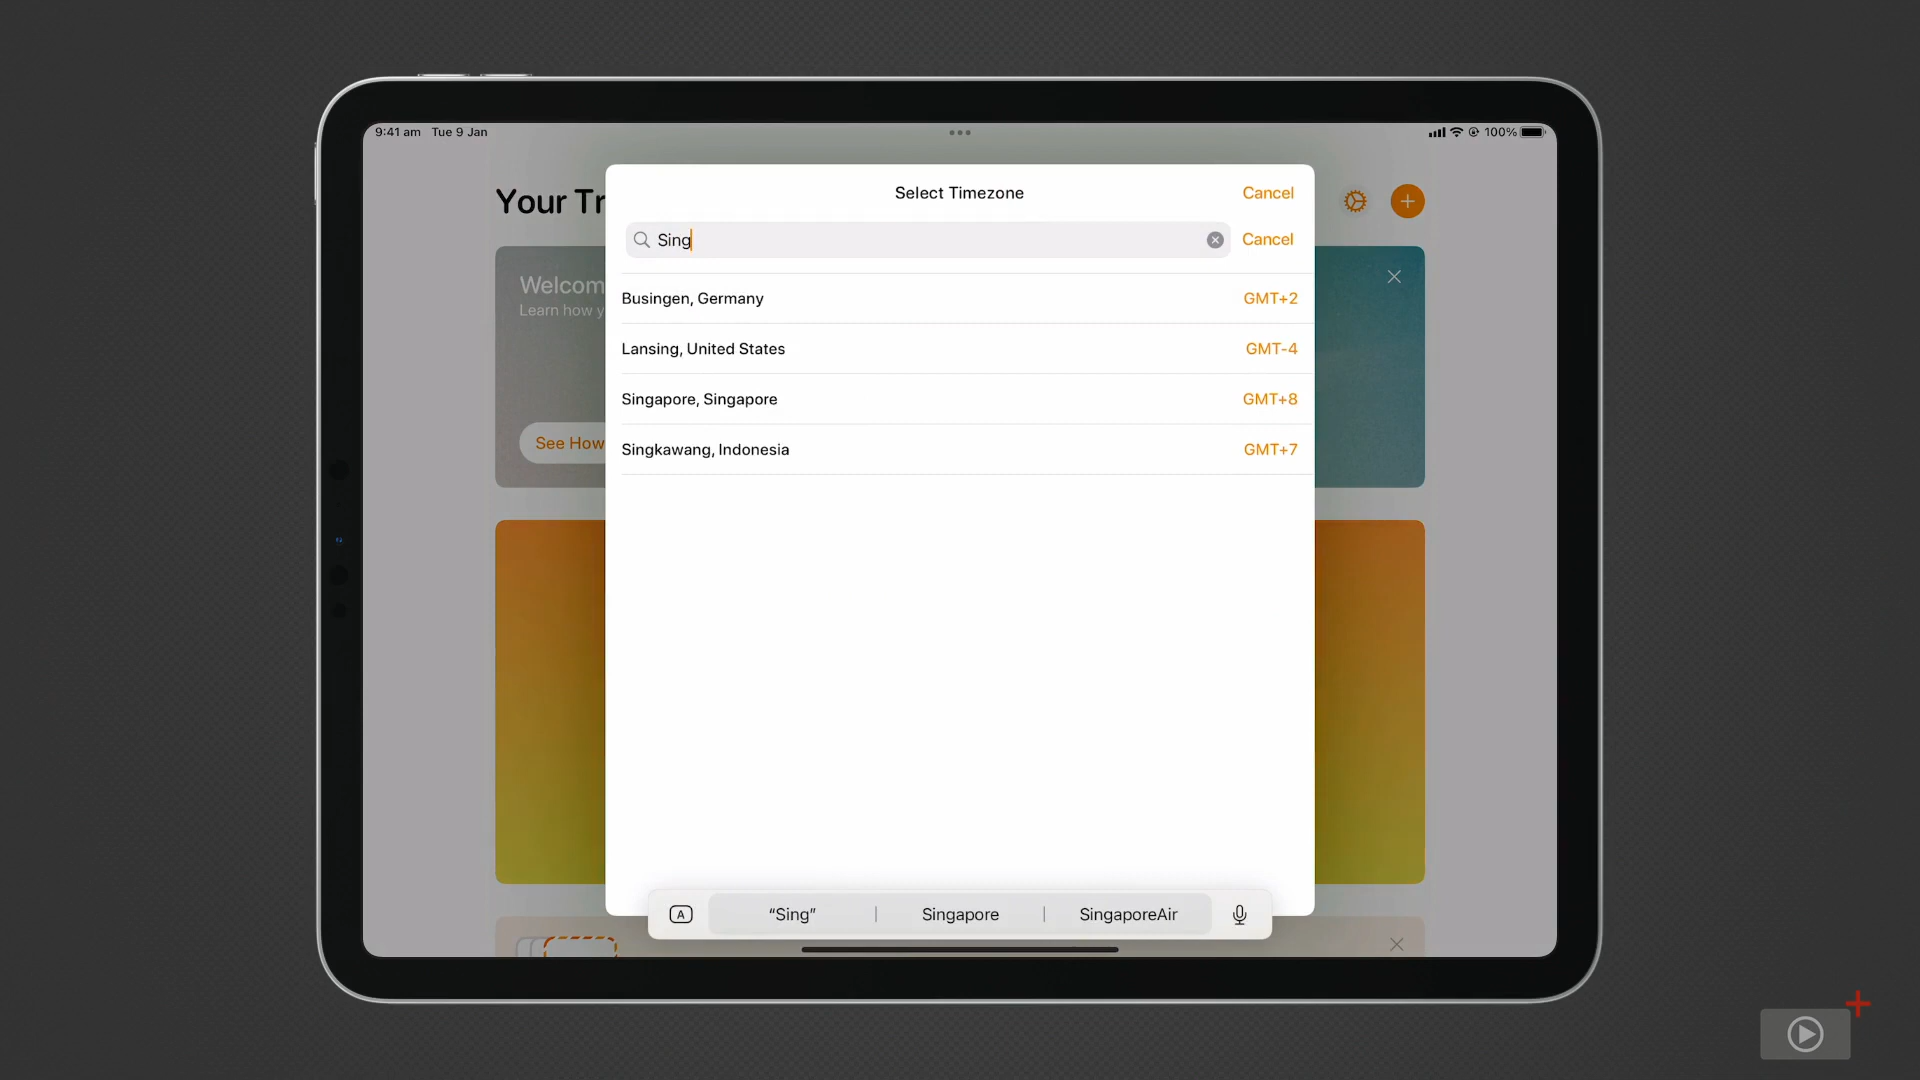 9:41 am Tue 9 Jan
100%
Your Tr
Select Timezone
Cancel
Sing
Cancel
Welcom
Learn how y
See How
Busingen, Germany
GMT+2
Lansing, United States
GMT-4
Singapore, Singapore
GMT+8
Singkawang, Indonesia
GMT+7
A
“Sing”
Singapore
SingaporeAir